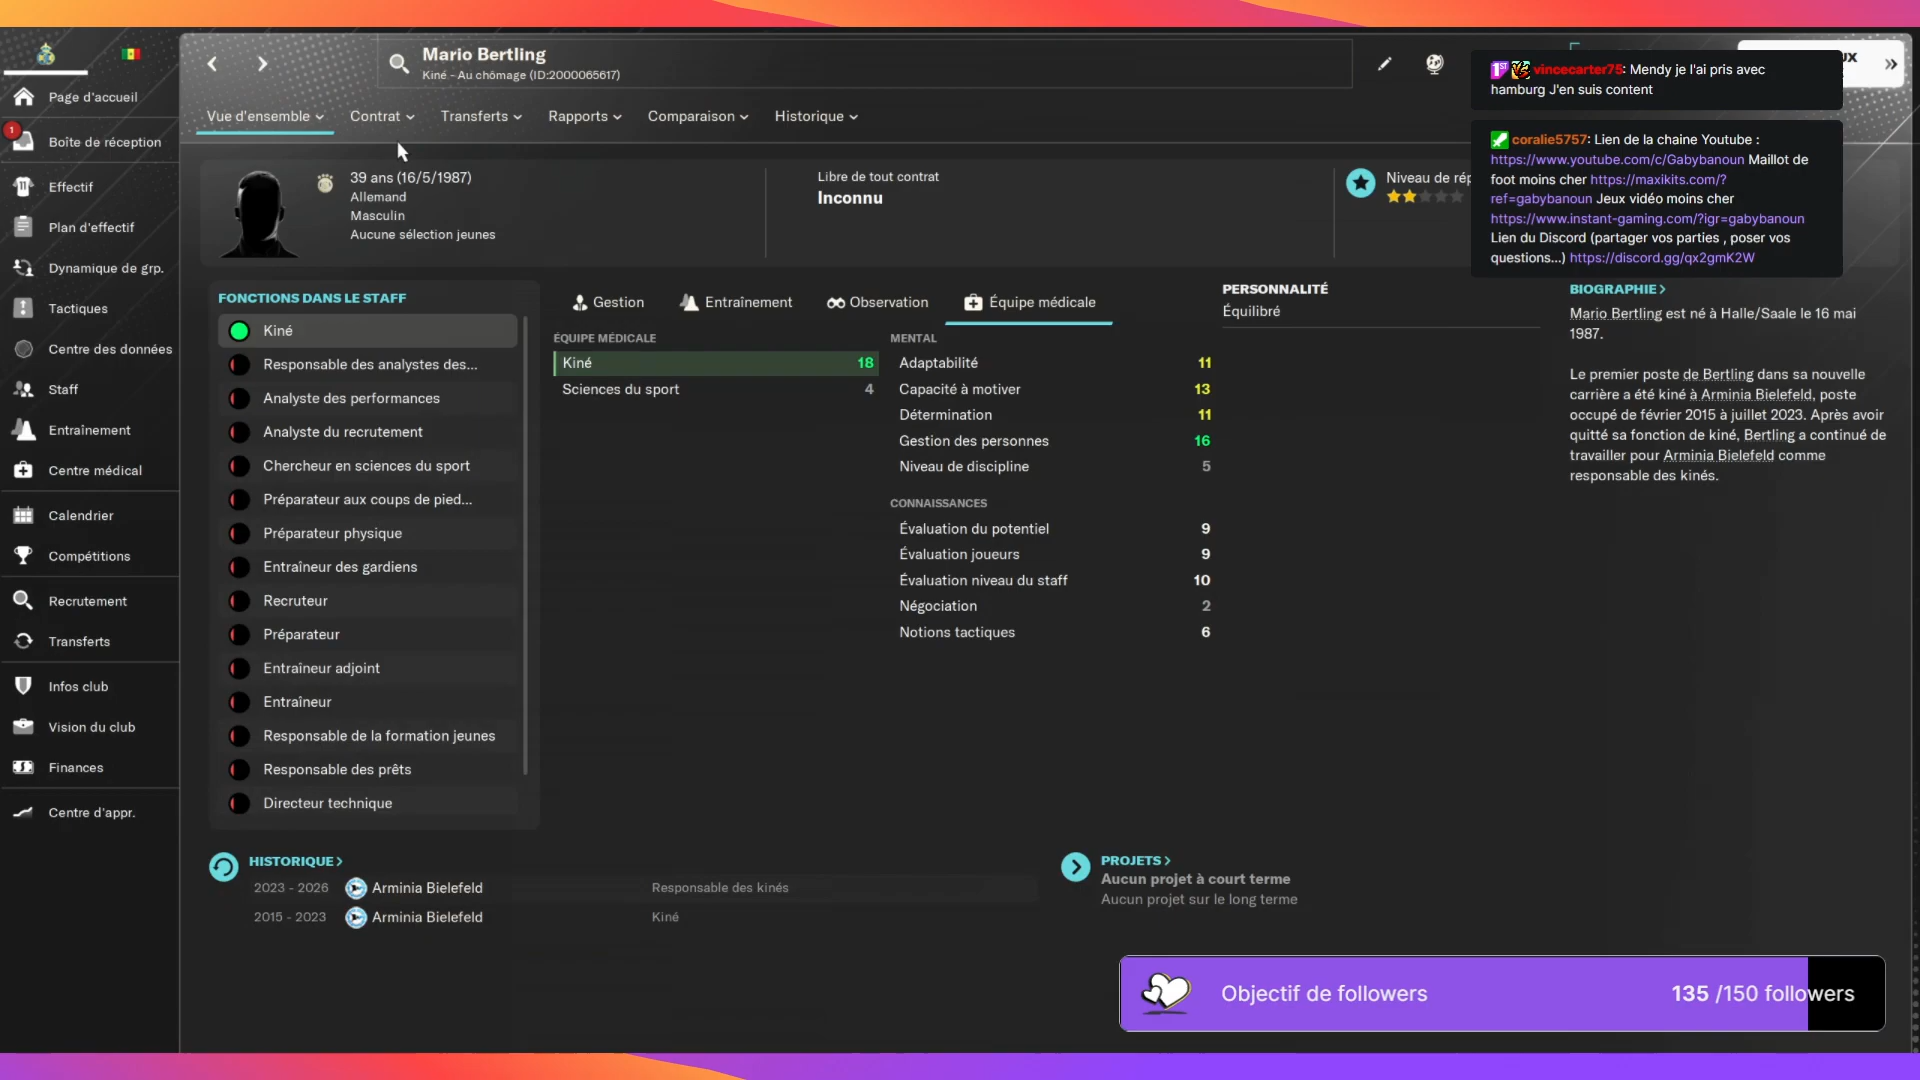 Mario Bertling
Kiné - Au chômage (ID:2000065617)
Page d'accueil
1
Boîte de réception
Effectif
Plan d'effectif
Dynamique de grp.
Tactiques
Centre des données
Staff
Entraînement
Centre médical
Calendrier
Compétitions
Recrutement
Transferts
Infos club
Vision du club
Finances
Centre d'appr.
Vue d'ensemble
Contrat
Transferts
Rapports
Comparaison
Historique
39 ans (16/5/1987)
Allemand
Masculin
Aucune sélection jeunes
Libre de tout contrat
Inconnu
Niveau de rép
vincecarter75: Mendy je l'ai pris avec
hamburg J'en suis content
coralie5757: Lien de la chaine Youtube :
https://www.youtube.com/c/Gabybanoun Maillot de
foot moins cher https://maxikits.com/?
ref=gabybanoun Jeux vidéo moins cher
https://www.instant-gaming.com/?igr=gabybanoun
Lien du Discord (partager vos parties , poser vos
questions...) https://discord.gg/qx2gmK2W
FONCTIONS DANS LE STAFF
Kiné
Responsable des analystes des...
Analyste des performances
Analyste du recrutement
Chercheur en sciences du sport
Préparateur aux coups de pied...
Préparateur physique
Entraîneur des gardiens
Recruteur
Préparateur
Entraîneur adjoint
Entraîneur
Responsable de la formation jeunes
Responsable des prêts
Directeur technique
Gestion
Entraînement
Observation
Équipe médicale
ÉQUIPE MÉDICALE
Kiné 18
Sciences du sport 4
MENTAL
Adaptabilité 11
Capacité à motiver 13
Détermination 11
Gestion des personnes 16
Niveau de discipline 5
CONNAISSANCES
Évaluation du potentiel 9
Évaluation joueurs 9
Évaluation niveau du staff 10
Négociation 2
Notions tactiques 6
PERSONNALITÉ
Équilibré
BIOGRAPHIE >
Mario Bertling est né à Halle/Saale le 16 mai
1987.
Le premier poste de Bertling dans sa nouvelle
carrière a été kiné à Arminia Bielefeld, poste
occupé de février 2015 à juillet 2023. Après avoir
quitté sa fonction de kiné, Bertling a continué de
travailler pour Arminia Bielefeld comme
responsable des kinés.
HISTORIQUE >
2023 - 2026 Arminia Bielefeld Responsable des kinés
2015 - 2023 Arminia Bielefeld Kiné
PROJETS >
Aucun projet à court terme
Aucun projet sur le long terme
Objectif de followers 135 /150 followers